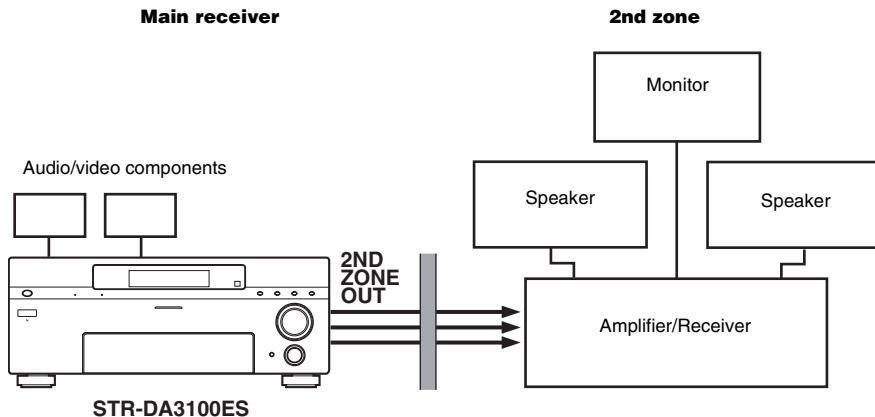 Main receiver
2nd zone
Monitor
Audio/video components
Speaker
Speaker
2ND
ZONE
OUT
Amplifier/Receiver
STR-DA3100ES